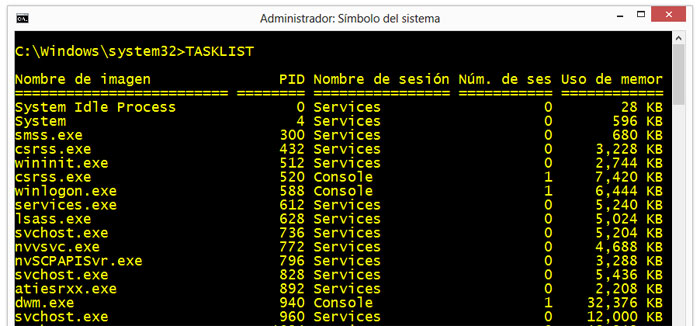 Administrador: Símbolo del sistema
C:\Windows\system32>TASKLIST
Nombre de imagen PID Nombre de sesión Núm. de ses Uso de memor
========================= ======== ================ =========== ============
System Idle Process 0 Services 0 28 KB
System 4 Services 0 596 KB
smss.exe 300 Services 0 680 KB
csrss.exe 432 Services 0 3,228 KB
wininit.exe 512 Services 0 2,744 KB
csrss.exe 520 Console 1 7,420 KB
winlogon.exe 588 Console 1 6,444 KB
services.exe 612 Services 0 5,240 KB
lsass.exe 628 Services 0 5,024 KB
svchost.exe 736 Services 0 5,204 KB
nvvsvc.exe 772 Services 0 4,688 KB
nvSCPAPISvr.exe 796 Services 0 3,288 KB
svchost.exe 828 Services 0 5,436 KB
atiesrxx.exe 892 Services 0 2,208 KB
dwm.exe 940 Console 1 32,376 KB
svchost.exe 960 Services 0 12,000 KB